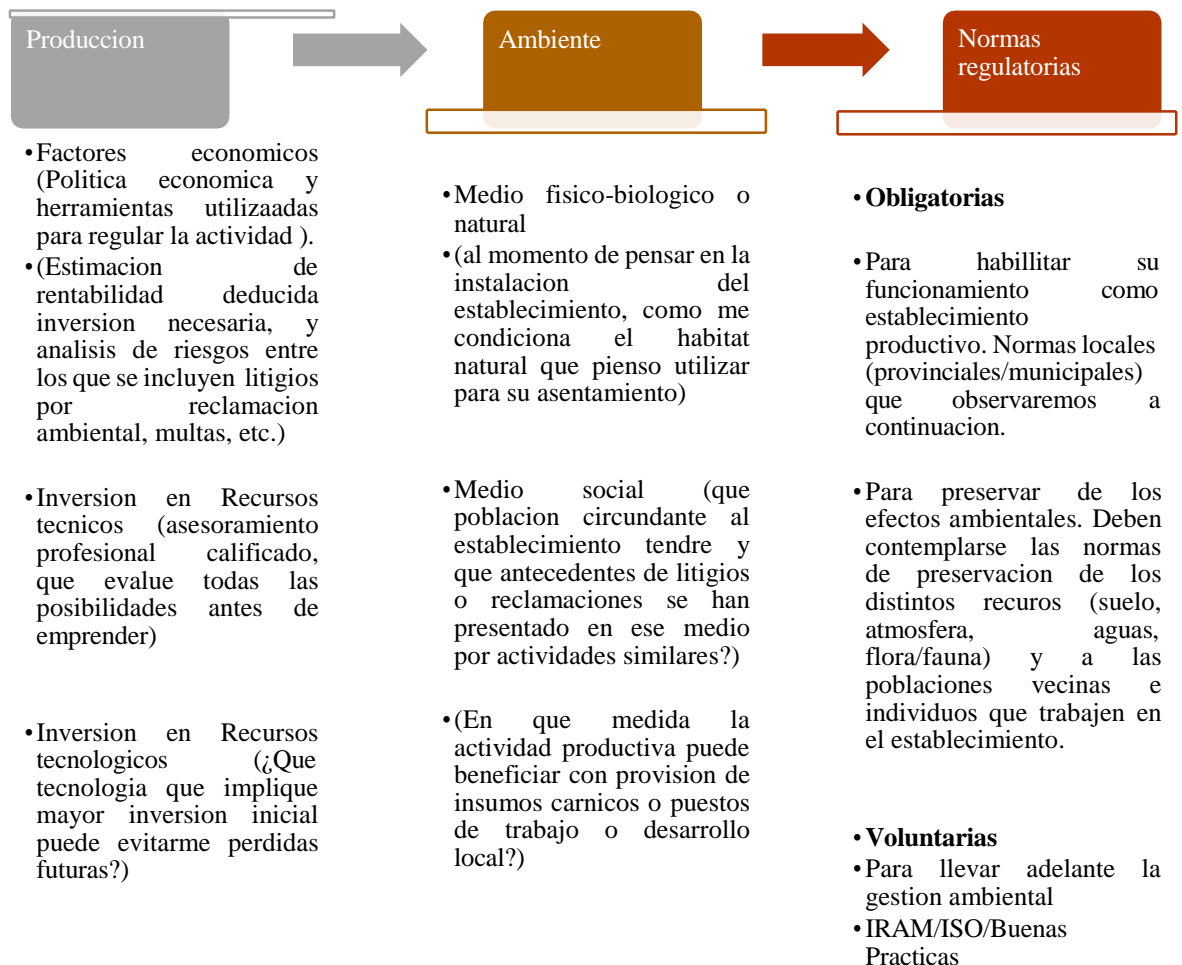 Produccion
•Factores economicos
(Politica economica y
herramientas utilizaadas
para regular la actividad ).
•(Estimacion de
rentabilidad deducida
inversion necesaria, y
analisis de riesgos entre
los que se incluyen litigios
por reclamacion
ambiental, multas, etc.)
•Inversion en Recursos
tecnicos (asesoramiento
profesional calificado,
que evalue todas las
posibilidades antes de
emprender)
•Inversion en Recursos
tecnologicos (¿Que
tecnologia que implique
mayor inversion inicial
puede evitarme perdidas
futuras?)
Ambiente
•Medio fisico-biologico o
natural
•(al momento de pensar en la
instalacion del
establecimiento, como me
condiciona el habitat
natural que pienso utilizar
para su asentamiento)
•Medio social (que
poblacion circundante al
establecimiento tendre y
que antecedentes de litigios
o reclamaciones se han
presentado en ese medio
por actividades similares?)
•(En que medida la
actividad productiva puede
beneficiar con provision de
insumos carnicos o puestos
de trabajo o desarrollo
local?)
Normas
regulatorias
•Obligatorias
•Para habillitar su
funcionamiento como
establecimiento
productivo. Normas locales
(provinciales/municipales)
que observaremos a
continuacion.
•Para preservar de los
efectos ambientales. Deben
contemplarse las normas
de preservacion de los
distintos recuros (suelo,
atmosfera, aguas,
flora/fauna) y a las
poblaciones vecinas e
individuos que trabajen en
el establecimiento.
•Voluntarias
•Para llevar adelante la
gestion ambiental
•IRAM/ISO/Buenas
Practicas